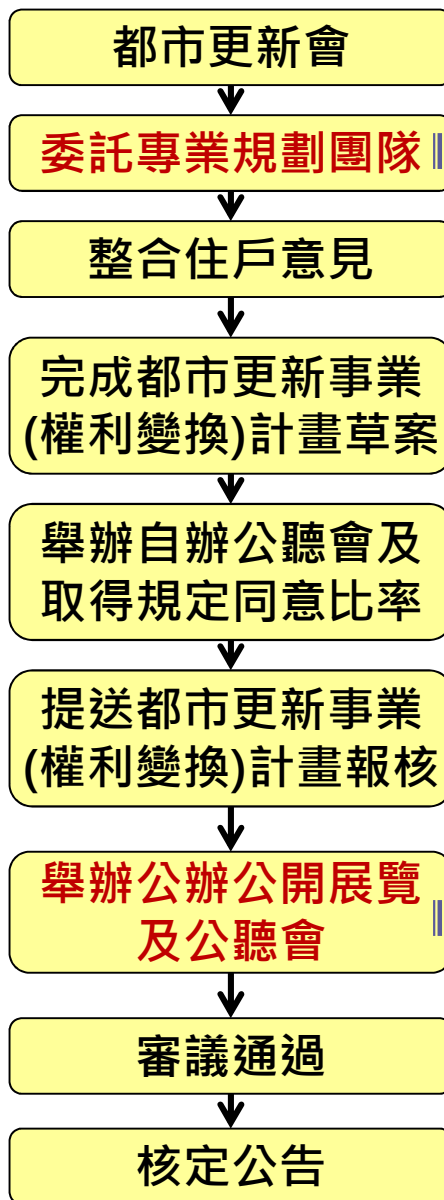 都市更新會
委託專業規劃團隊
整合住戶意見
完成都市更新事業
(權利變換)計畫草案
舉辦自辦公聽會及
取得規定同意比率
提送都市更新事業
(權利變換)計畫報核
舉辦公辦公開展覽
及公聽會
審議通過
核定公告